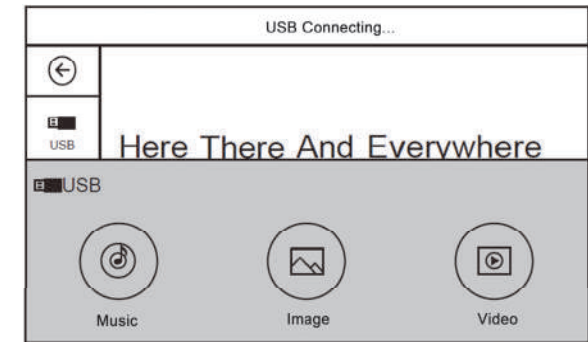 USB Connecting...
USB
Here There And Everywhere
USB
Music Image Video